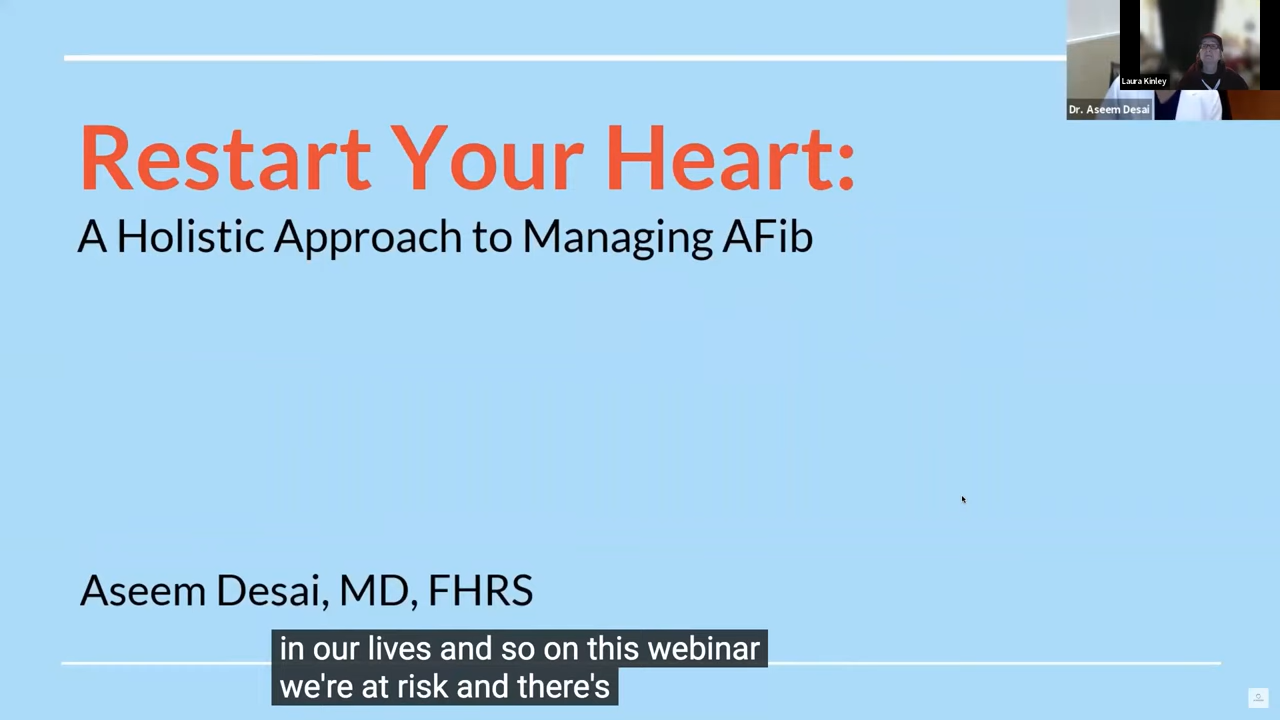 Laura Kinley
Dr. Aseem Desai
Restart Your Heart:
A Holistic Approach to Managing AFib
Aseem Desai, MD, FHRS
in our lives and so on this webinar
we're at risk and there's